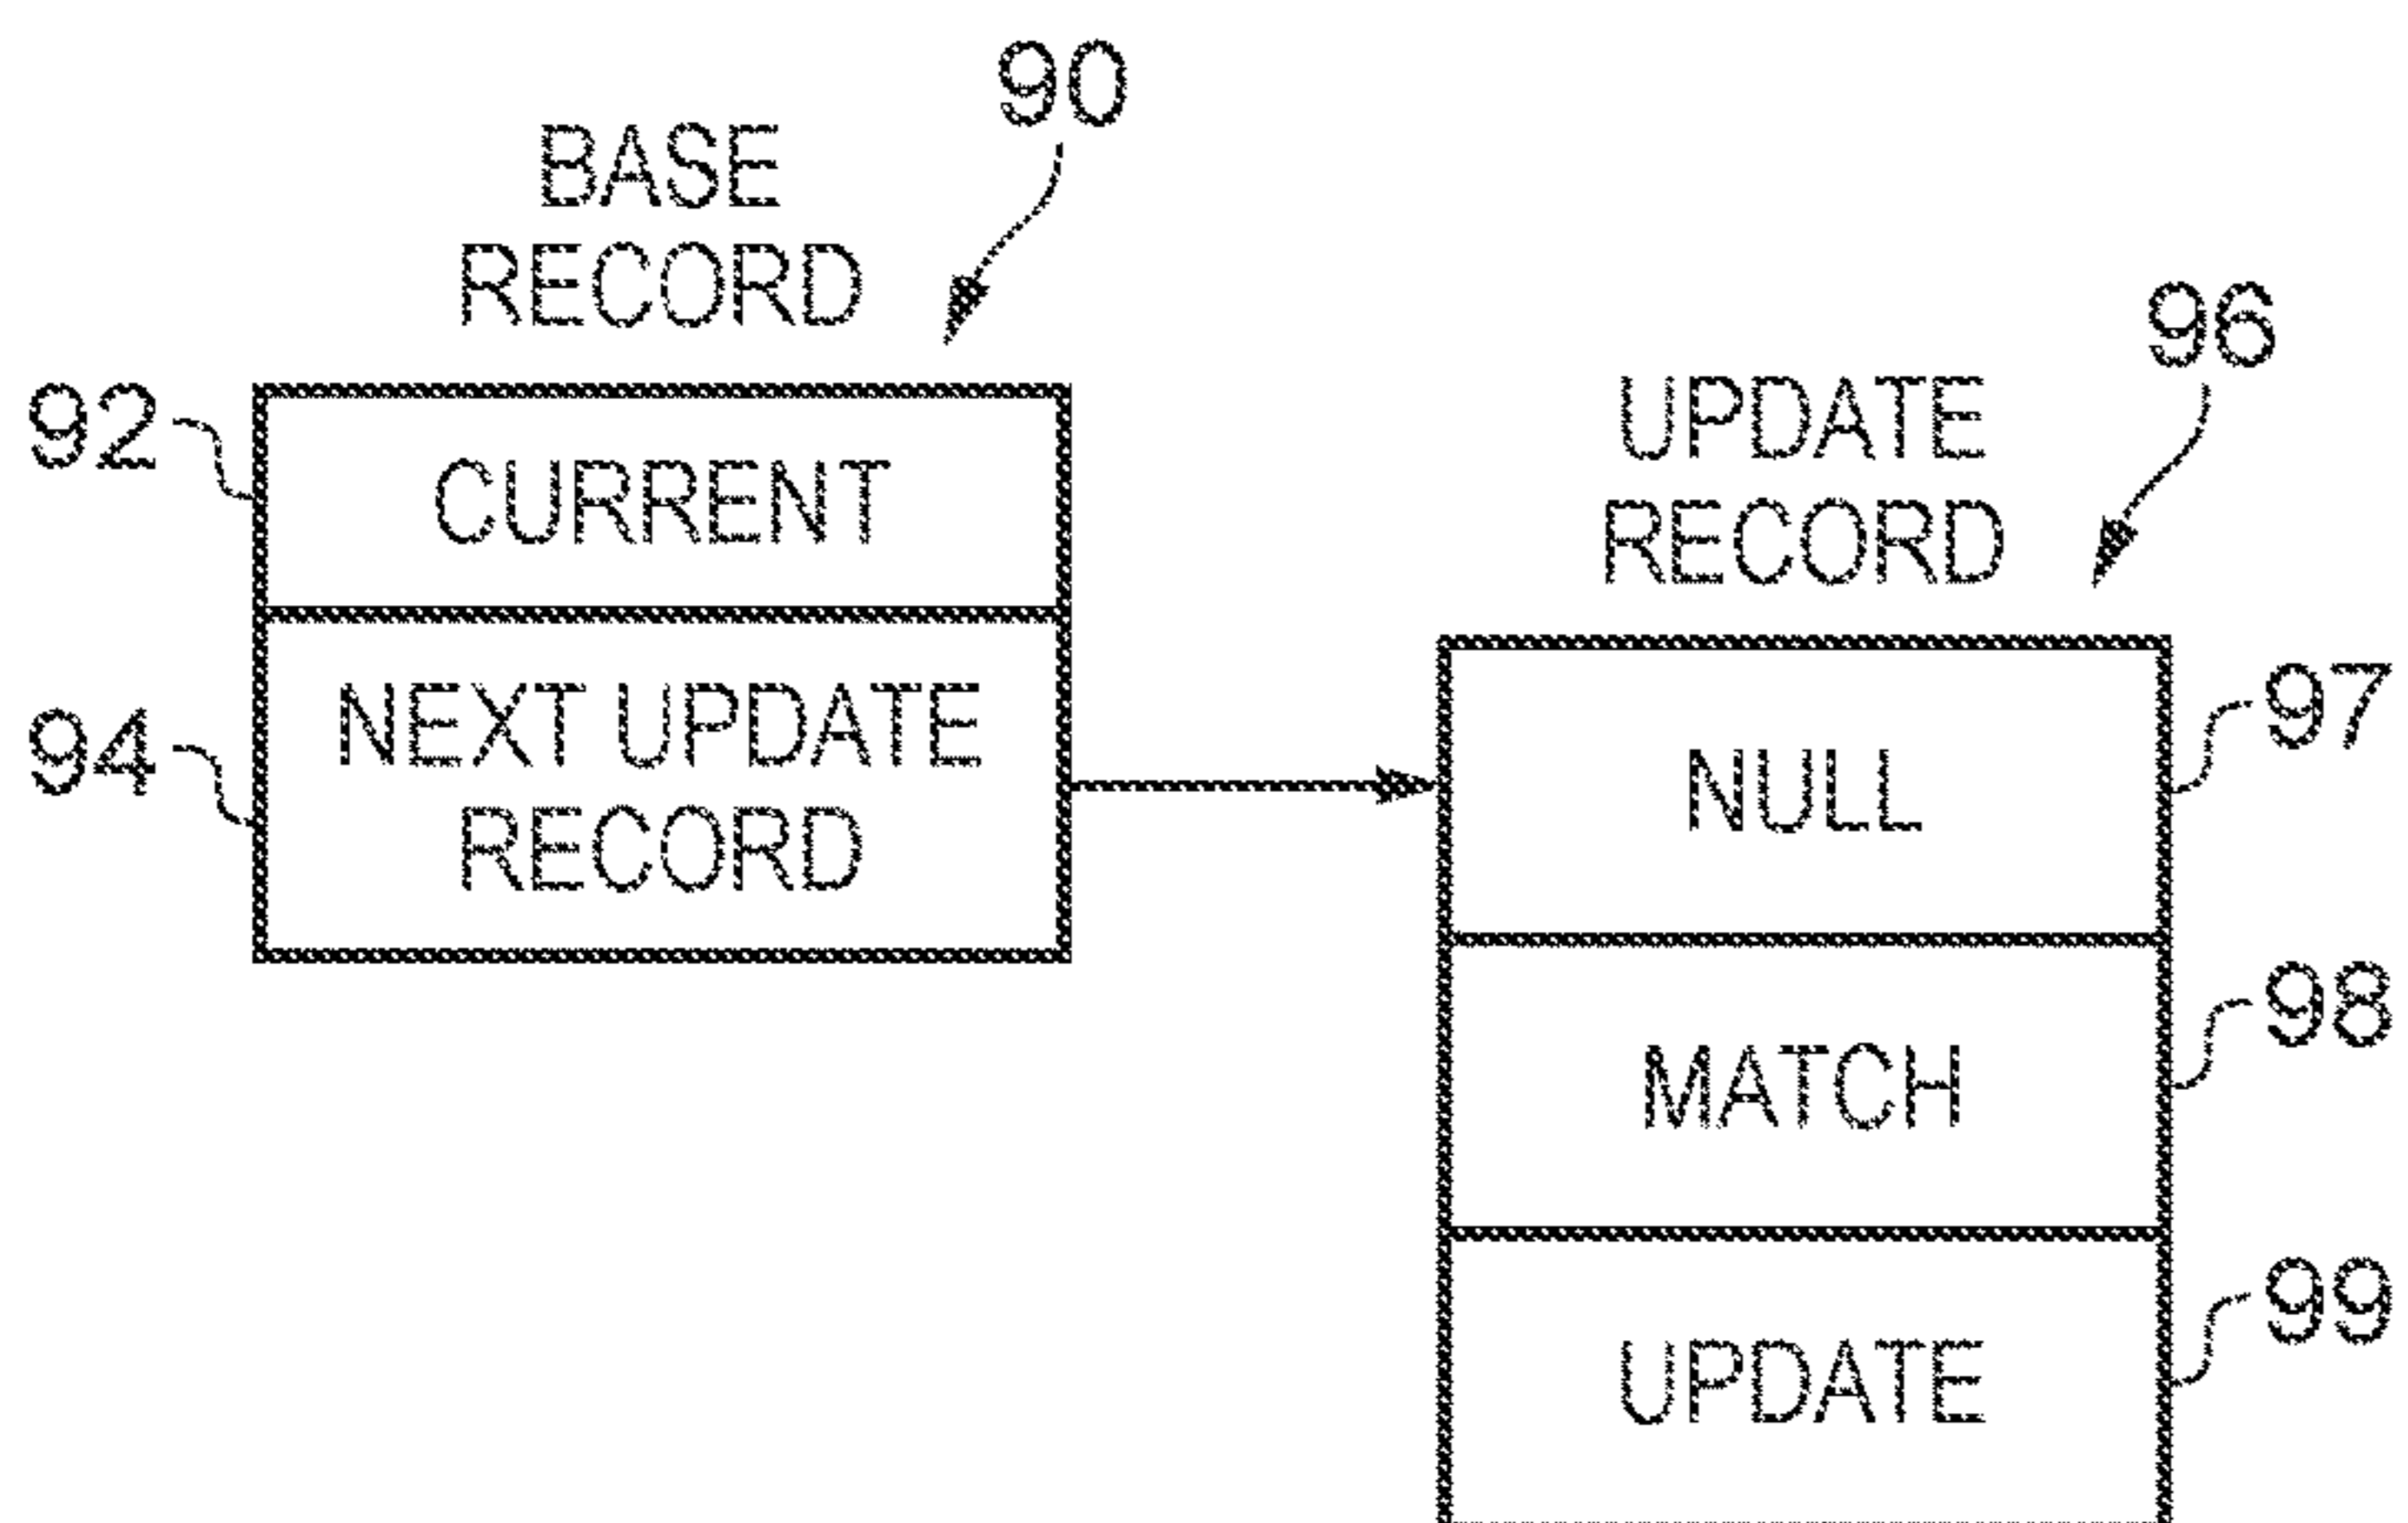 90
BASE
RECORD
92
CURRENT
94
NEXT UPDATE
RECORD
96
UPDATE
RECORD
97
NULL
98
MATCH
99
UPDATE